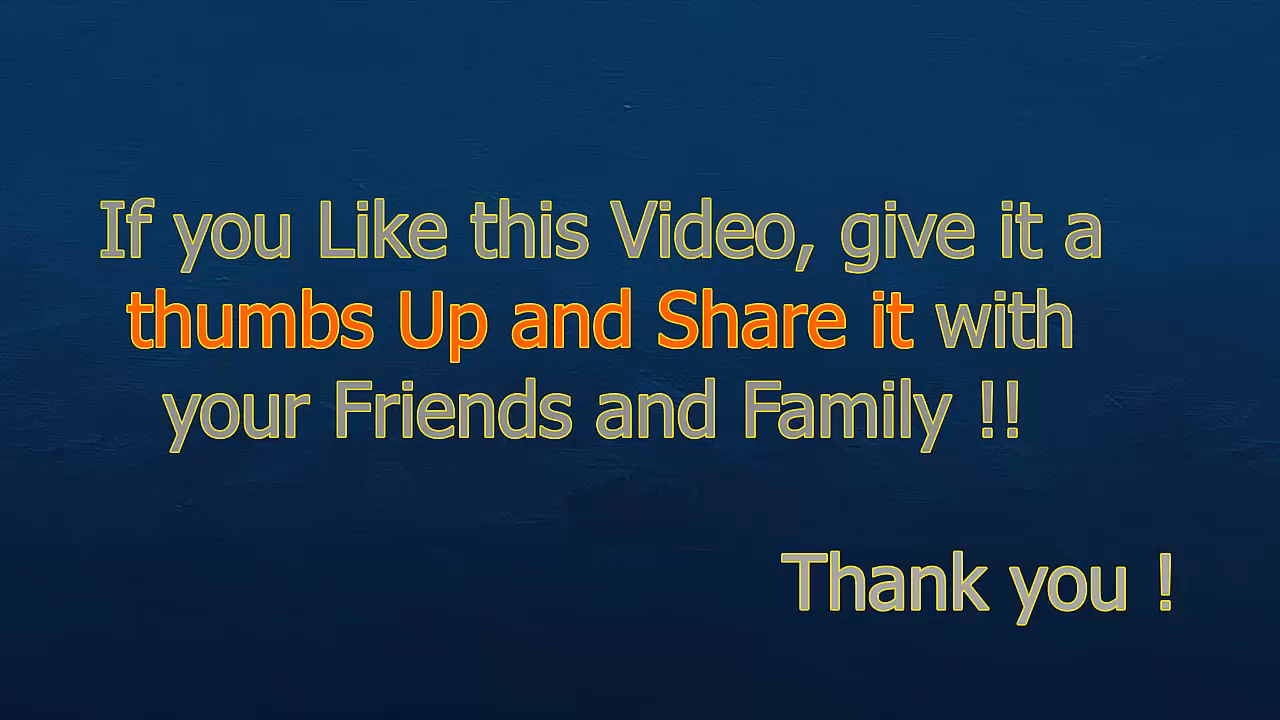 If you Like this Video, give it a
thumbs Up and Share it with
your Friends and Family !!
Thank you !